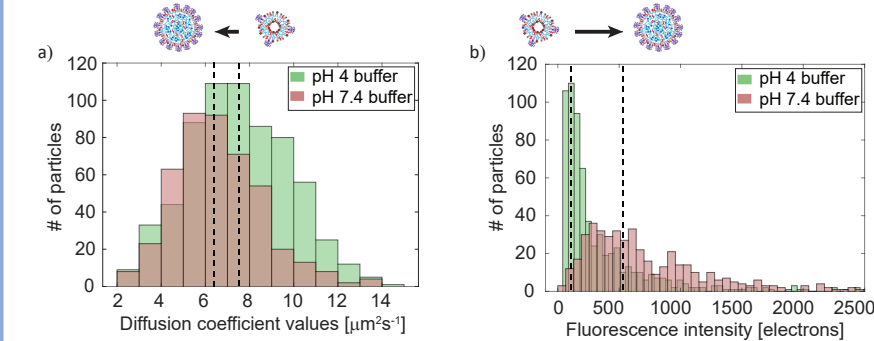 a)
120
100
80
60
40
20
0
# of particles
pH 4 buffer
pH 7.4 buffer
2 4 6 8 10 12 14
Diffusion coefficient values [μm²s⁻¹]
b)
120
100
80
60
40
20
0
# of particles
pH 4 buffer
pH 7.4 buffer
0 500 1000 1500 2000 2500
Fluorescence intensity [electrons]